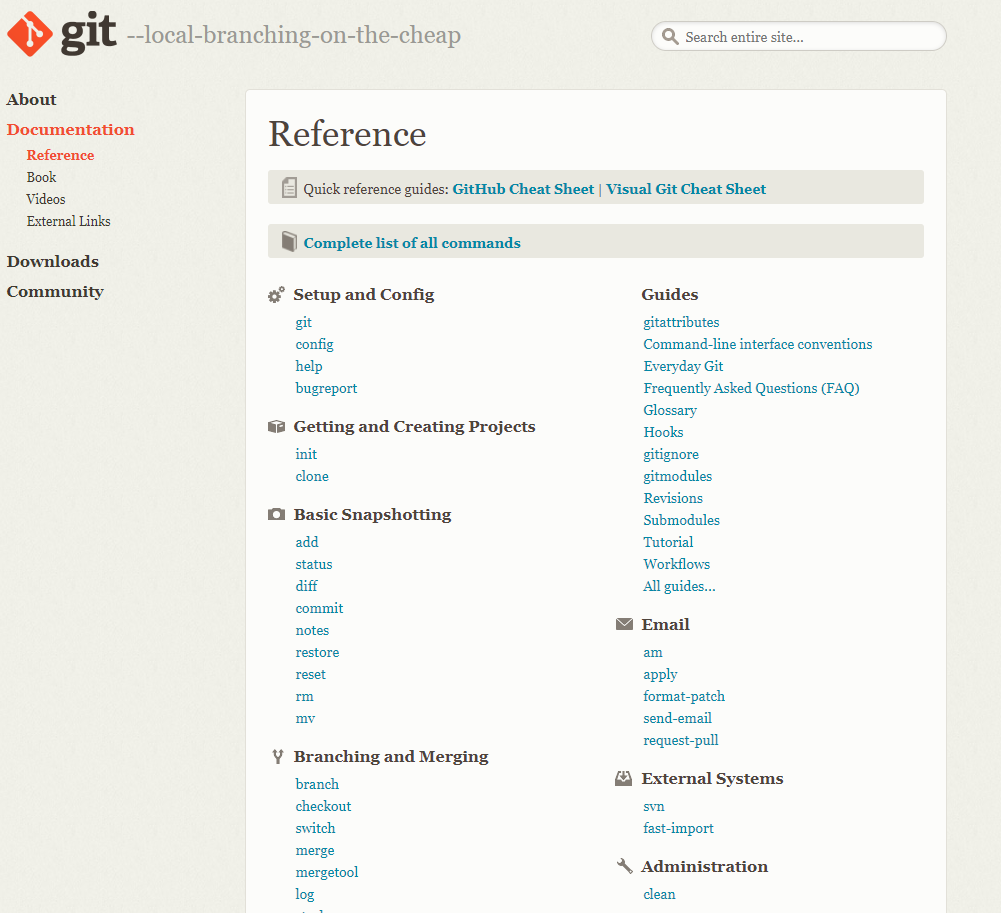 git --local-branching-on-the-cheap
Search entire site...
About
Documentation
Reference
Book
Videos
External Links
Downloads
Community
Reference
Quick reference guides: GitHub Cheat Sheet | Visual Git Cheat Sheet
Complete list of all commands
Setup and Config
git
config
help
bugreport
Getting and Creating Projects
init
clone
Basic Snapshotting
add
status
diff
commit
notes
restore
reset
rm
mv
Branching and Merging
branch
checkout
switch
merge
mergetool
log
Guides
gitattributes
Command-line interface conventions
Everyday Git
Frequently Asked Questions (FAQ)
Glossary
Hooks
gitignore
gitmodules
Revisions
Submodules
Tutorial
Workflows
All guides...
Email
am
apply
format-patch
send-email
request-pull
External Systems
svn
fast-import
Administration
clean